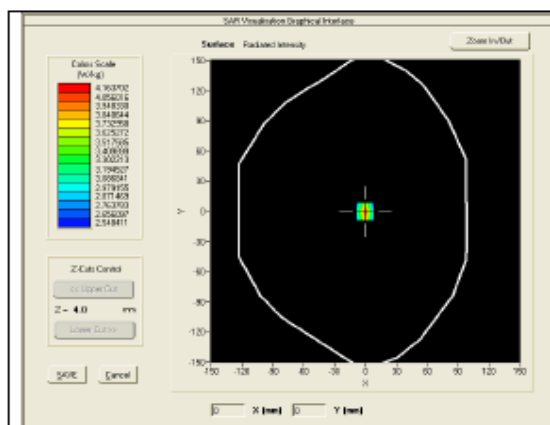 SAR Visualisation Graphical Interface
Surface Radiated Intensity
Zoom In/Out
Colors Scale
(W/kg)
4.163702
4.056016
3.948330
3.840644
3.732958
3.625272
3.517585
3.409899
3.302213
3.194527
3.086841
2.979155
2.871469
2.763783
2.656097
2.548411
Z-Cuts Control
<< Upper Cut
Z = 4.0 mm
Lower Cut >>
SAVE Cancel
150
120
90
60
30
0
-30
-60
-90
-120
-150
Y
-150 -120 -90 -60 -30 0 30 60 90 120 150
X
0 X (mm) 0 Y (mm)